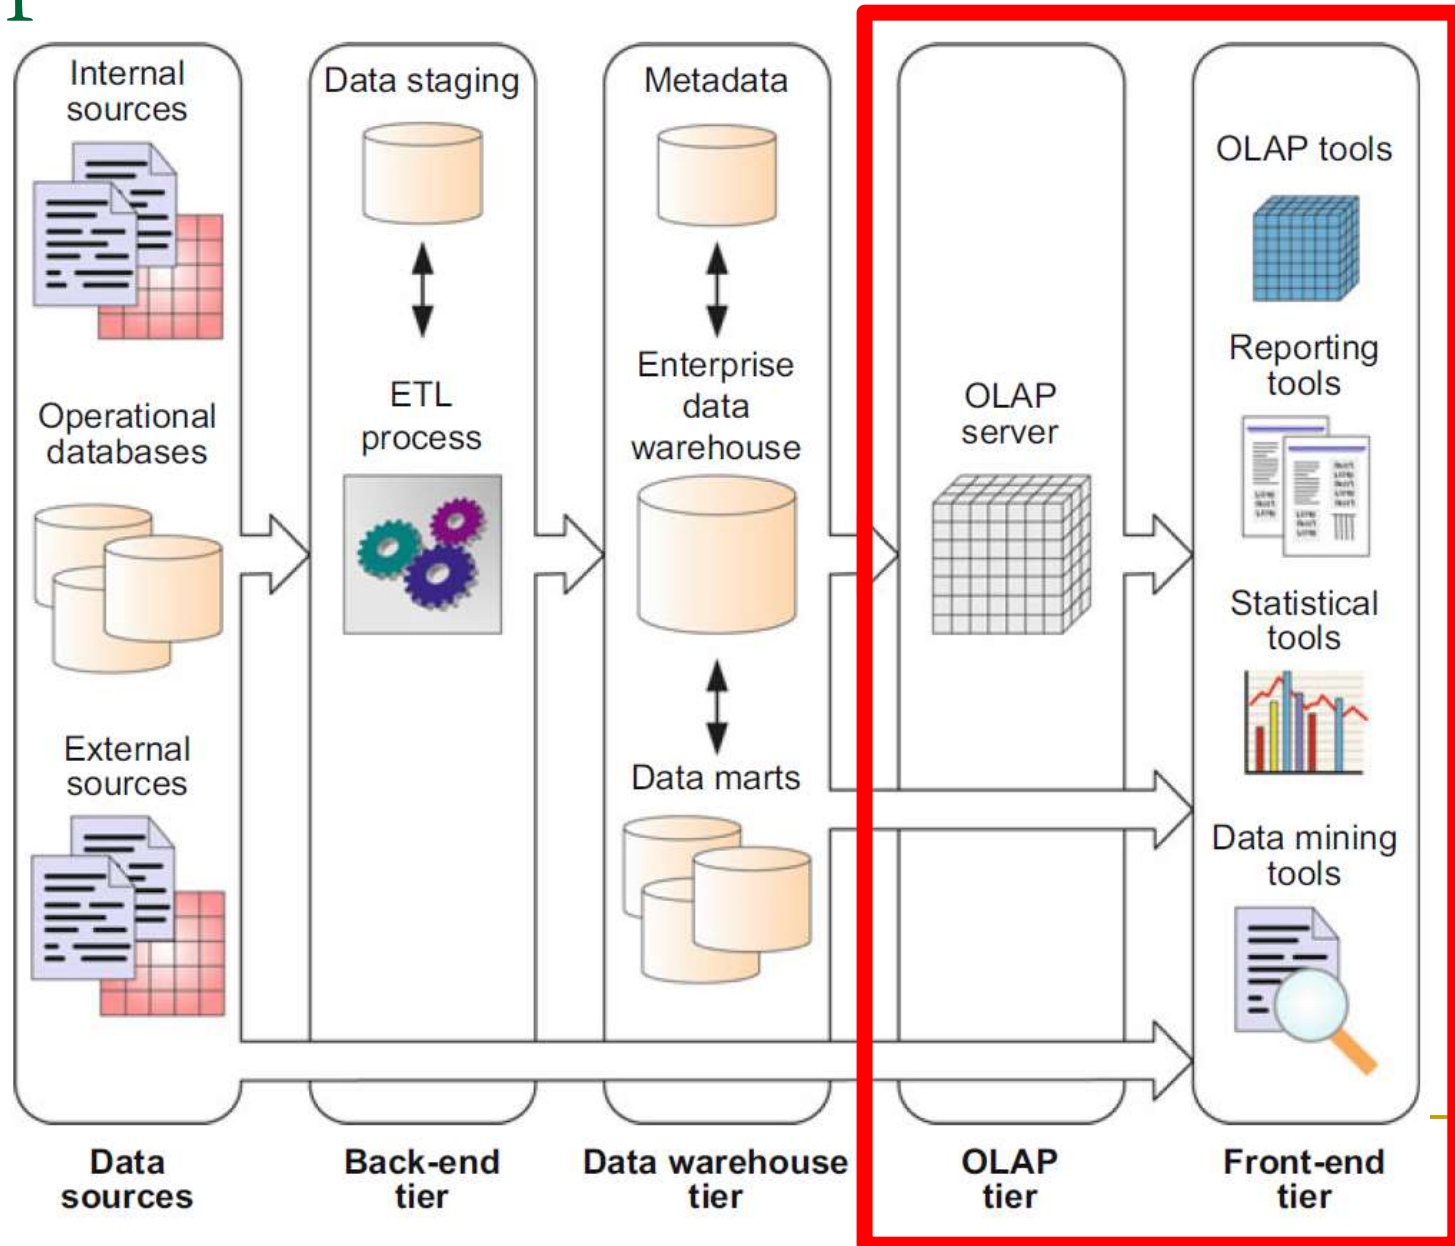 Internal
sources
Operational
databases
External
sources
Data
sources
Data staging
ETL
process
Back-end
tier
Metadata
Enterprise
data
warehouse
Data marts
Data warehouse
tier
OLAP
server
OLAP
tier
OLAP tools
Reporting
tools
Statistical
tools
Data mining
tools
Front-end
tier